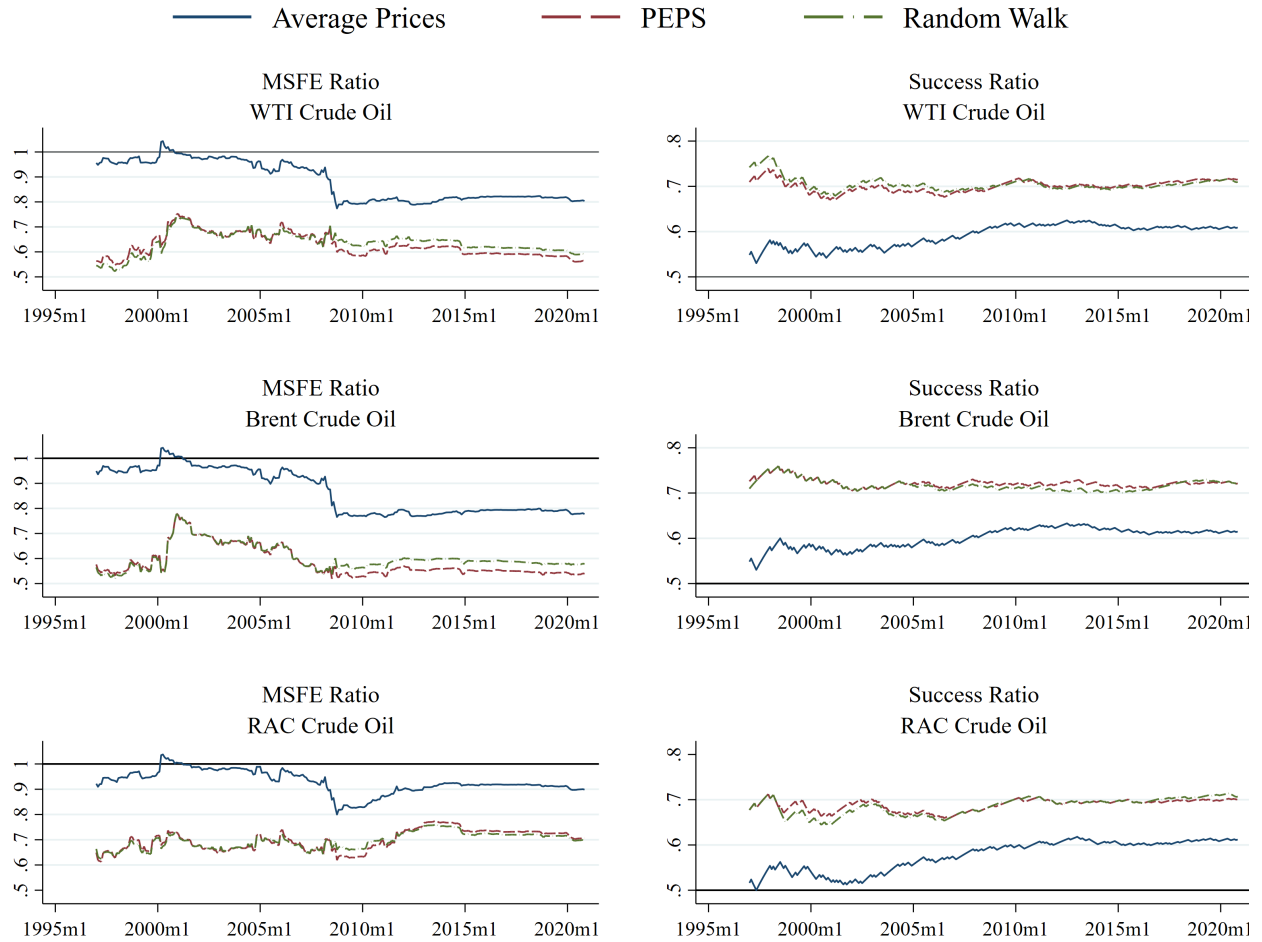 Average Prices PEPS Random Walk
MSFE Ratio
WTI Crude Oil
1
.9
.8
.7
.6
.5
1995m1 2000m1 2005m1 2010m1 2015m1 2020m1
Success Ratio
WTI Crude Oil
.8
.7
.6
.5
1995m1 2000m1 2005m1 2010m1 2015m1 2020m1
MSFE Ratio
Brent Crude Oil
1
.9
.8
.7
.6
.5
1995m1 2000m1 2005m1 2010m1 2015m1 2020m1
Success Ratio
Brent Crude Oil
.8
.7
.6
.5
1995m1 2000m1 2005m1 2010m1 2015m1 2020m1
MSFE Ratio
RAC Crude Oil
1
.9
.8
.7
.6
.5
1995m1 2000m1 2005m1 2010m1 2015m1 2020m1
Success Ratio
RAC Crude Oil
.8
.7
.6
.5
1995m1 2000m1 2005m1 2010m1 2015m1 2020m1